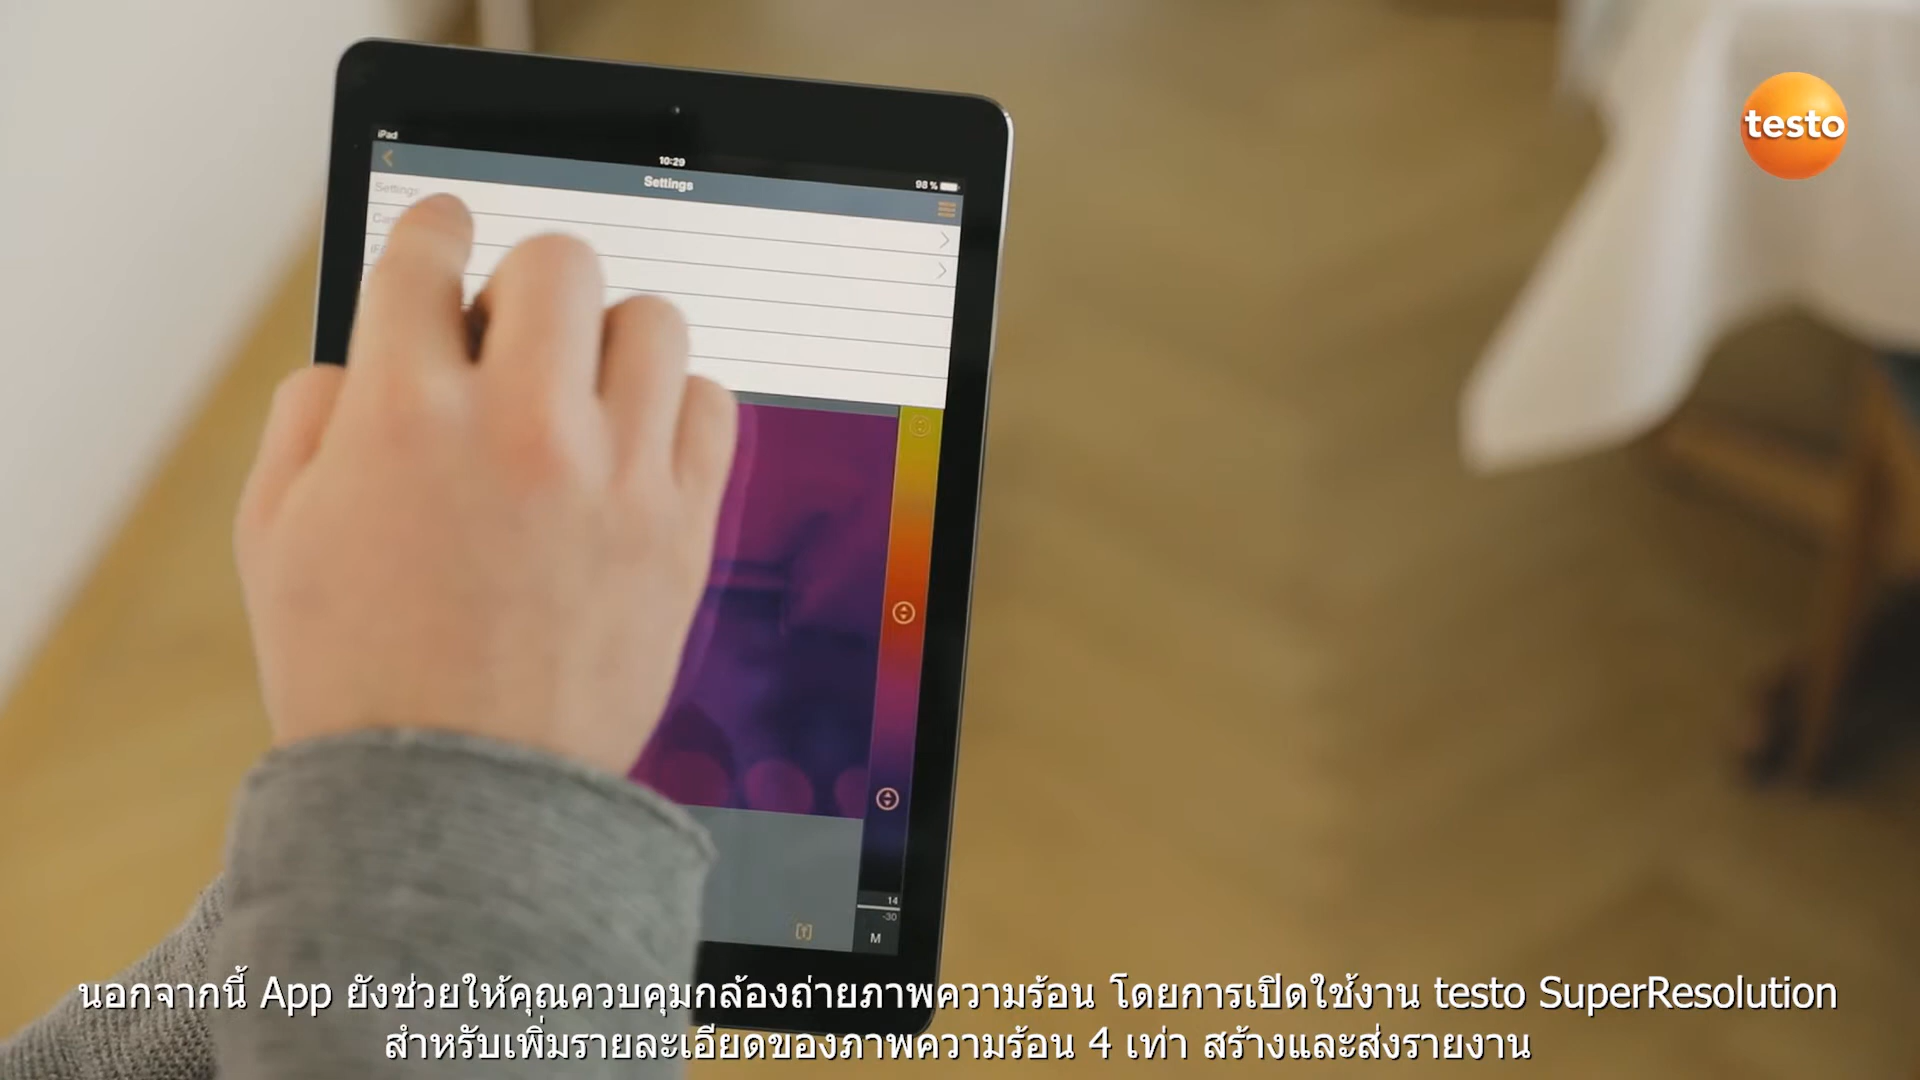 testo
iPad
10:29
98 %
Settings
Settings
14
-30
M
นอกจากนี้ App ยังช่วยให้คุณควบคุมกล้องถ่ายภาพความร้อน โดยการเปิดใช้งาน testo SuperResolution
สำหรับเพิ่มรายละเอียดของภาพความร้อน 4 เท่า สร้างและส่งรายงาน